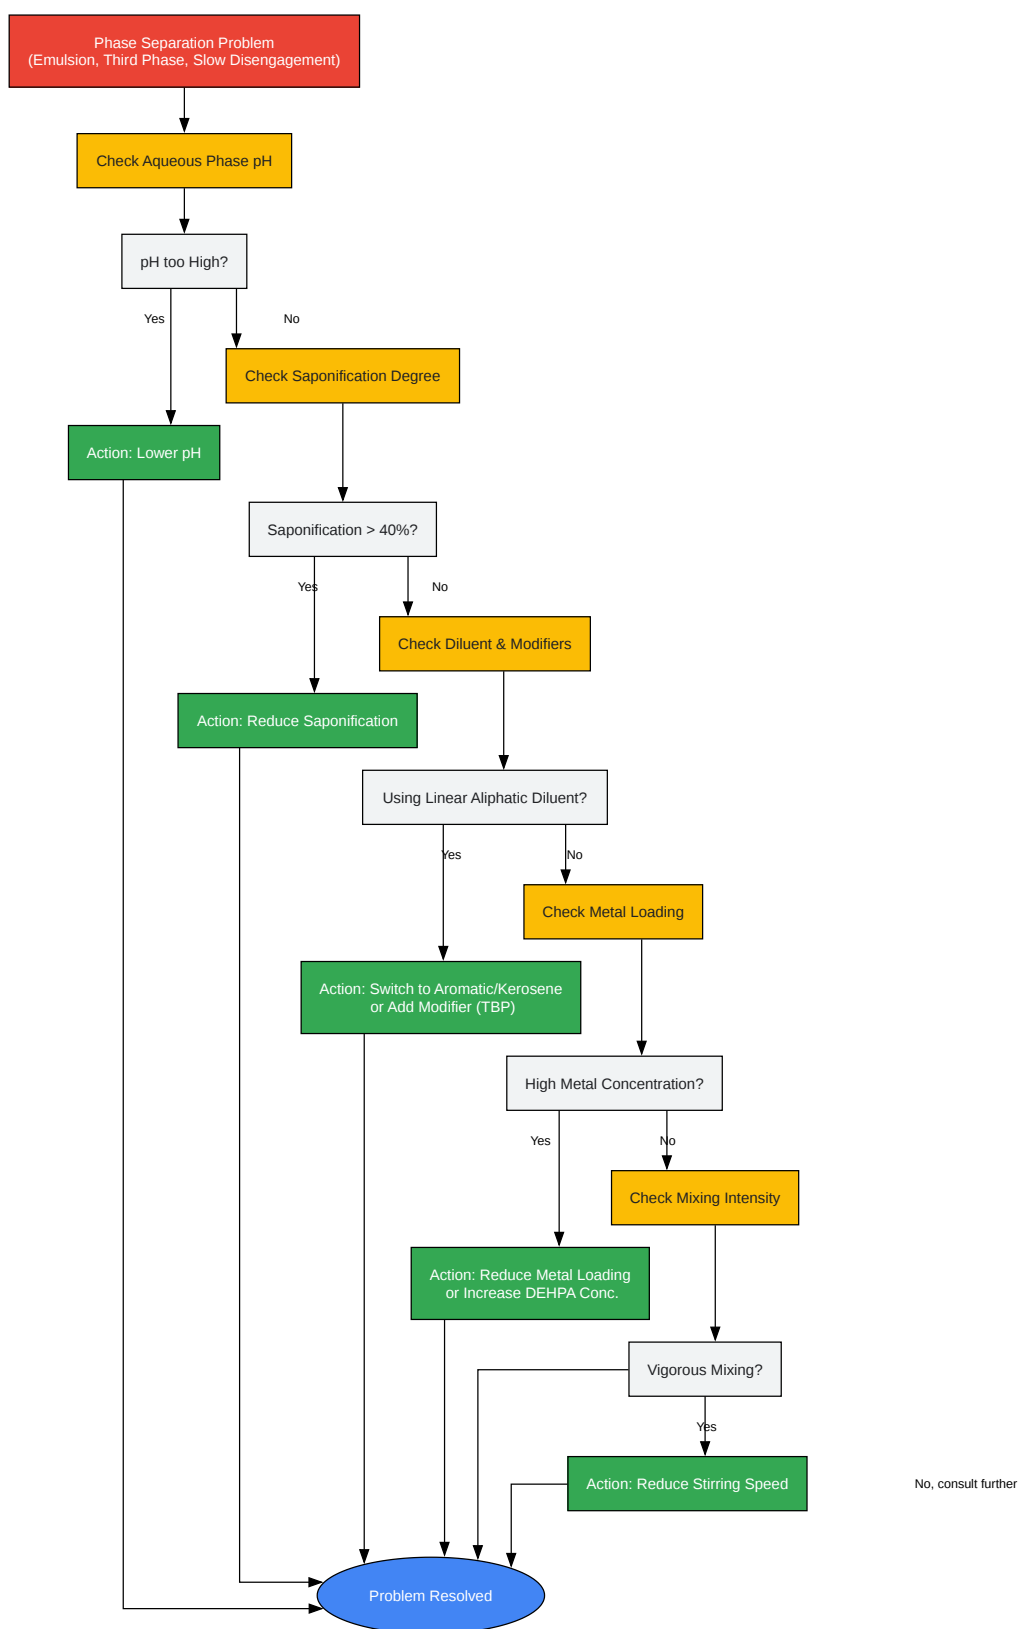 Phase Separation Problem
(Emulsion, Third Phase, Slow Disengagement)
Check Aqueous Phase pH
pH too High?
Yes
No
Check Saponification Degree
Action: Lower pH
Saponification > 40%?
Yes
No
Check Diluent & Modifiers
Action: Reduce Saponification
Using Linear Aliphatic Diluent?
Yes
No
Check Metal Loading
Action: Switch to Aromatic/Kerosene
or Add Modifier (TBP)
High Metal Concentration?
Yes
No
Check Mixing Intensity
Action: Reduce Metal Loading
or Increase DEHPA Conc.
Vigorous Mixing?
Yes
Action: Reduce Stirring Speed
No, consult further
Problem Resolved